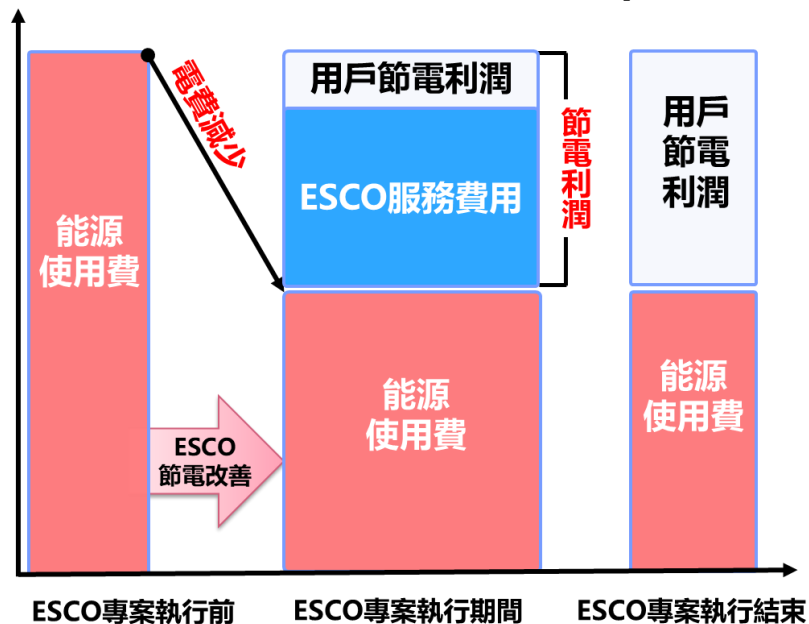 能源
使用費
電費減少
ESCO
節電改善
用戶節電利潤
ESCO服務費用
能源
使用費
節電利潤
用戶
節電
利潤
能源
使用費
ESCO專案執行前
ESCO專案執行期間
ESCO專案執行結束